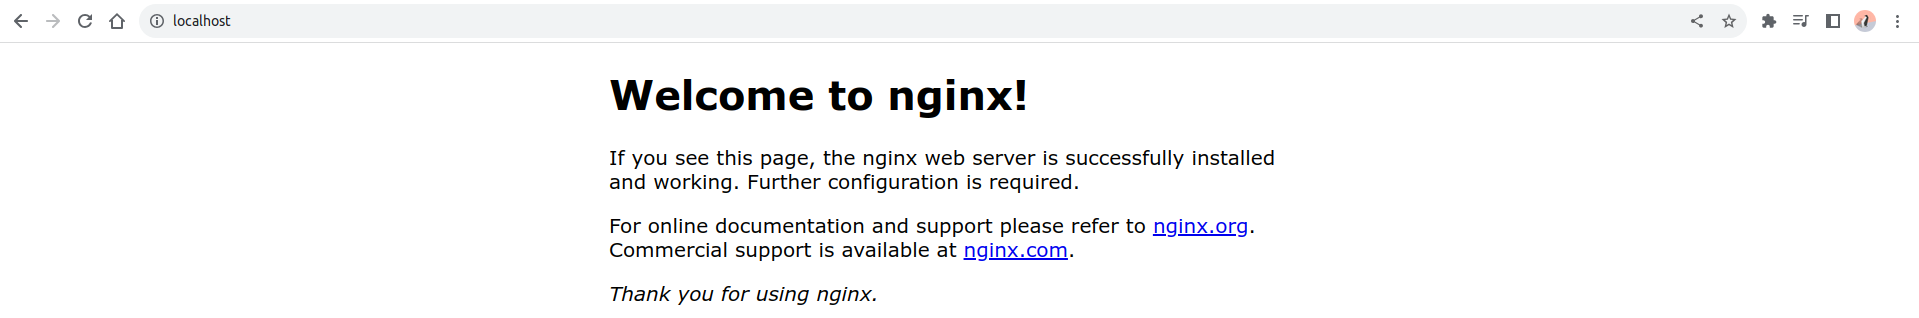 localhost
Welcome to nginx!
If you see this page, the nginx web server is successfully installed
and working. Further configuration is required.
For online documentation and support please refer to nginx.org.
Commercial support is available at nginx.com.
Thank you for using nginx.